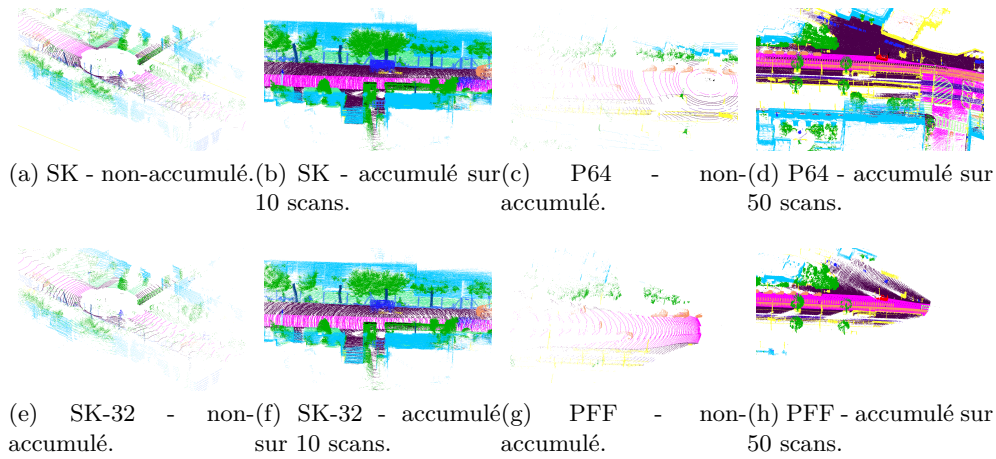 (a) SK - non-accumulé.
(b) SK - accumulé sur
10 scans.
(c) P64 - non-
accumulé.
(d) P64 - accumulé sur
50 scans.
(e) SK-32 - non-
accumulé.
(f) SK-32 - accumulé
sur 10 scans.
(g) PFF - non-
accumulé.
(h) PFF - accumulé sur
50 scans.